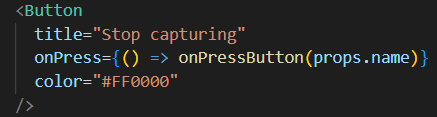 <Button
title="Stop capturing"
onPress={() => onPressButton(props.name)}
color="#FF0000"
/>